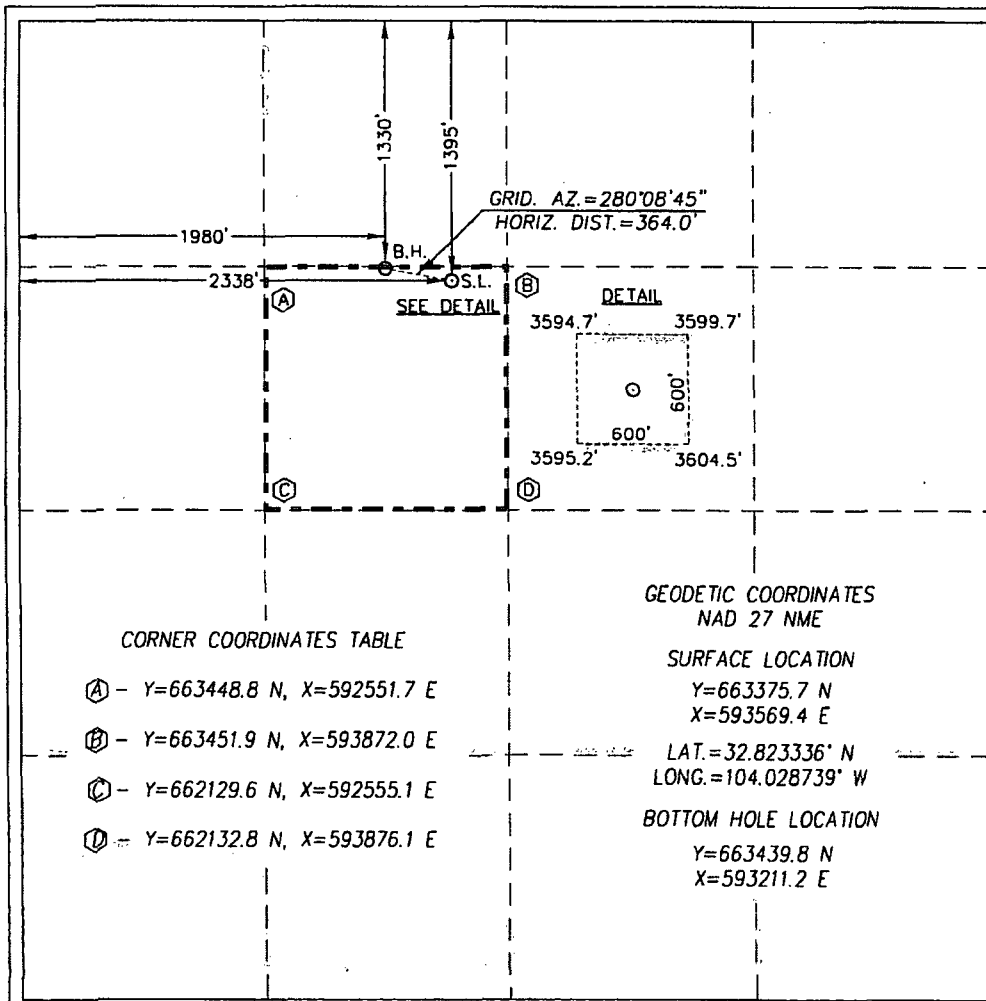 1330'
1395'
GRID. AZ.=280°08'45"
HORIZ. DIST.=364.0'
1980'
B.H.
2338'
S.L.
A
B
SEE DETAIL
DETAIL
3594.7' 3599.7'
600'
600'
3595.2' 3604.5'
C
D
GEODETIC COORDINATES
NAD 27 NME
SURFACE LOCATION
Y=663375.7 N
X=593569.4 E
LAT.=32.823336° N
LONG.=104.028739° W
BOTTOM HOLE LOCATION
Y=663439.8 N
X=593211.2 E
CORNER COORDINATES TABLE
A - Y=663448.8 N, X=592551.7 E
B - Y=663451.9 N, X=593872.0 E
C - Y=662129.6 N, X=592555.1 E
D - Y=662132.8 N, X=593876.1 E